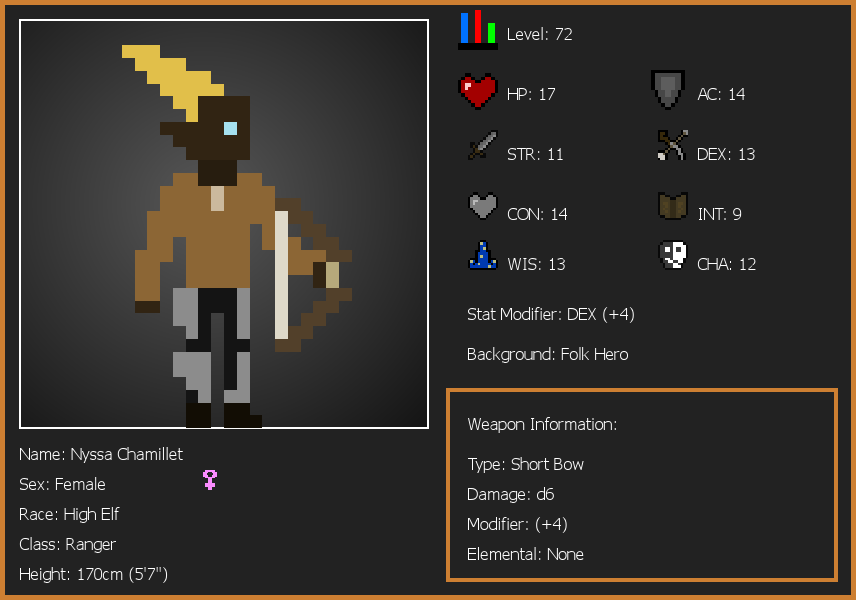 Level: 72
HP: 17
AC: 14
STR: 11
DEX: 13
CON: 14
INT: 9
WIS: 13
CHA: 12
Stat Modifier: DEX (+4)
Background: Folk Hero
Weapon Information:
Type: Short Bow
Damage: d6
Modifier: (+4)
Elemental: None
Name: Nyssa Chamillet
Sex: Female
Race: High Elf
Class: Ranger
Height: 170cm (5'7")